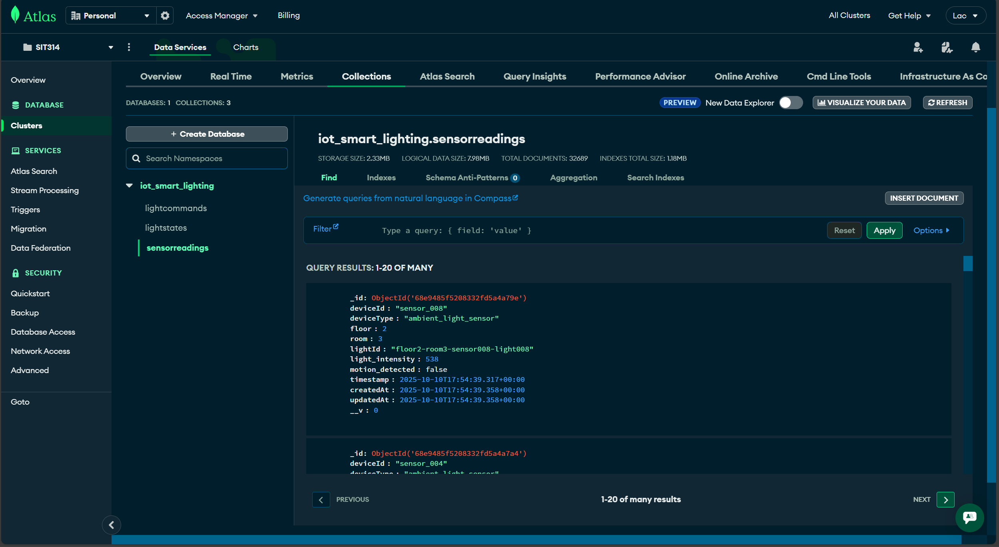 Atlas
Personal
Access Manager
Billing
All Clusters
Get Help
Lac
SIT314
Data Services
Charts
Overview
DATABASE
Clusters
SERVICES
Atlas Search
Stream Processing
Triggers
Migration
Data Federation
SECURITY
Quickstart
Backup
Database Access
Network Access
Advanced
Goto
Overview
Real Time
Metrics
Collections
Atlas Search
Query Insights
Performance Advisor
Online Archive
Cmd Line Tools
Infrastructure As Co
DATABASES: 1 COLLECTIONS: 3
PREVIEW New Data Explorer
VISUALIZE YOUR DATA
REFRESH
+ Create Database
Search Namespaces
iot_smart_lighting
lightcommands
lightstates
sensorreadings
iot_smart_lighting.sensorreadings
STORAGE SIZE: 2.33MB LOGICAL DATA SIZE: 7.98MB TOTAL DOCUMENTS: 32689 INDEXES TOTAL SIZE: 1.18MB
Find
Indexes
Schema Anti-Patterns 0
Aggregation
Search Indexes
Generate queries from natural language in Compass
INSERT DOCUMENT
Filter
Type a query: { field: 'value' }
Reset
Apply
Options
QUERY RESULTS: 1-20 OF MANY
_id: ObjectId('68e9485f5208332fd5a4a79e')
deviceId : "sensor_008"
deviceType : "ambient_light_sensor"
floor : 2
room : 3
lightId : "floor2-room3-sensor008-light008"
light_intensity : 538
motion_detected : false
timestamp : 2025-10-10T17:54:39.317+00:00
createdAt : 2025-10-10T17:54:39.358+00:00
updatedAt : 2025-10-10T17:54:39.358+00:00
__v : 0
_id: ObjectId('68e9485f5208332fd5a4a7a4')
deviceId : "sensor_004"
deviceType : "ambient_light_sensor"
PREVIOUS
1-20 of many results
NEXT